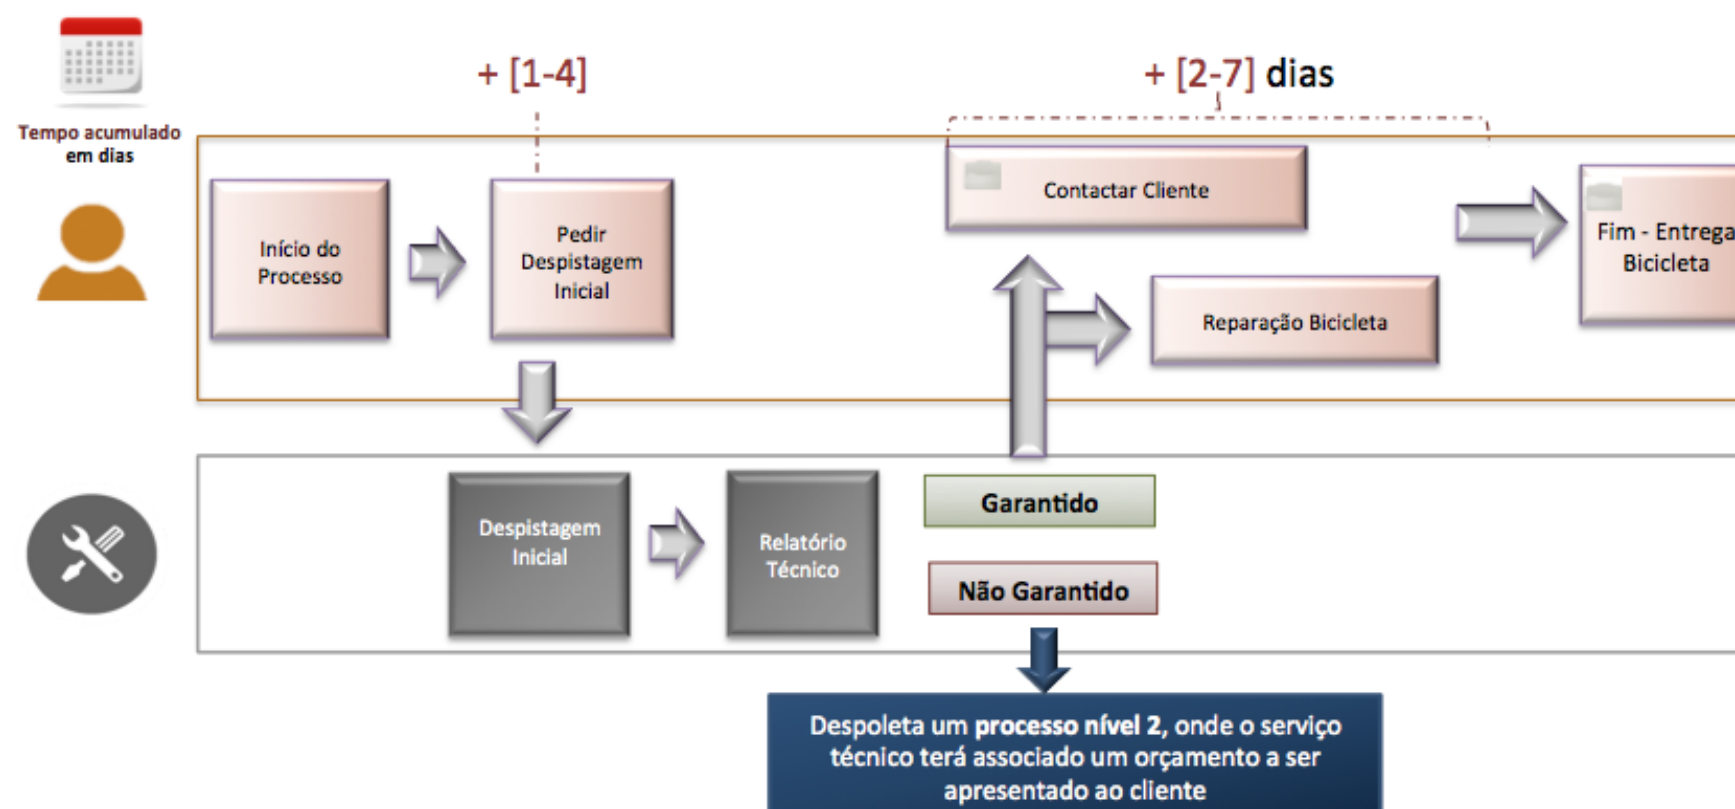 + [1-4]
+ [2-7] dias
Tempo acumulado
em dias
Início do
Processo
Pedir
Despistagem
Inicial
Contactar Cliente
Reparação Bicicleta
Fim - Entrega
Bicicleta
Despistagem
Inicial
Relatório
Técnico
Garantido
Não Garantido
Despoleta um processo nível 2, onde o serviço
técnico terá associado um orçamento a ser
apresentado ao cliente